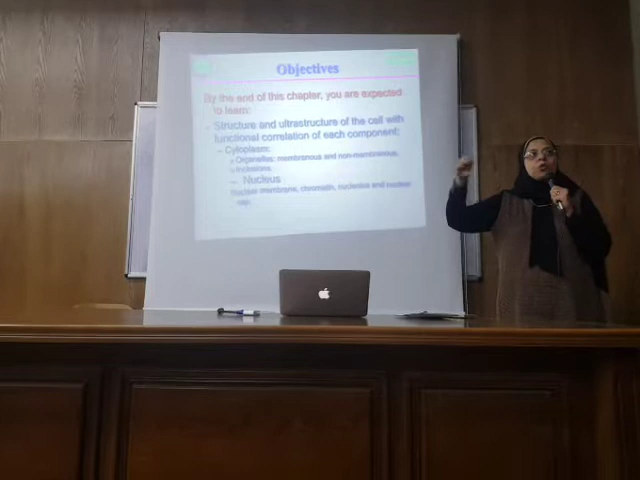 Objectives
By the end of this chapter, you are expected
to learn:
- Structure and ultrastructure of the cell with
functional correlation of each component:
– Cytoplasm:
Organelles: membranous and non-membranous,
Inclusions.
– Nucleus
Nuclear membrane, chromatin, nucleolus and nuclear
sap.